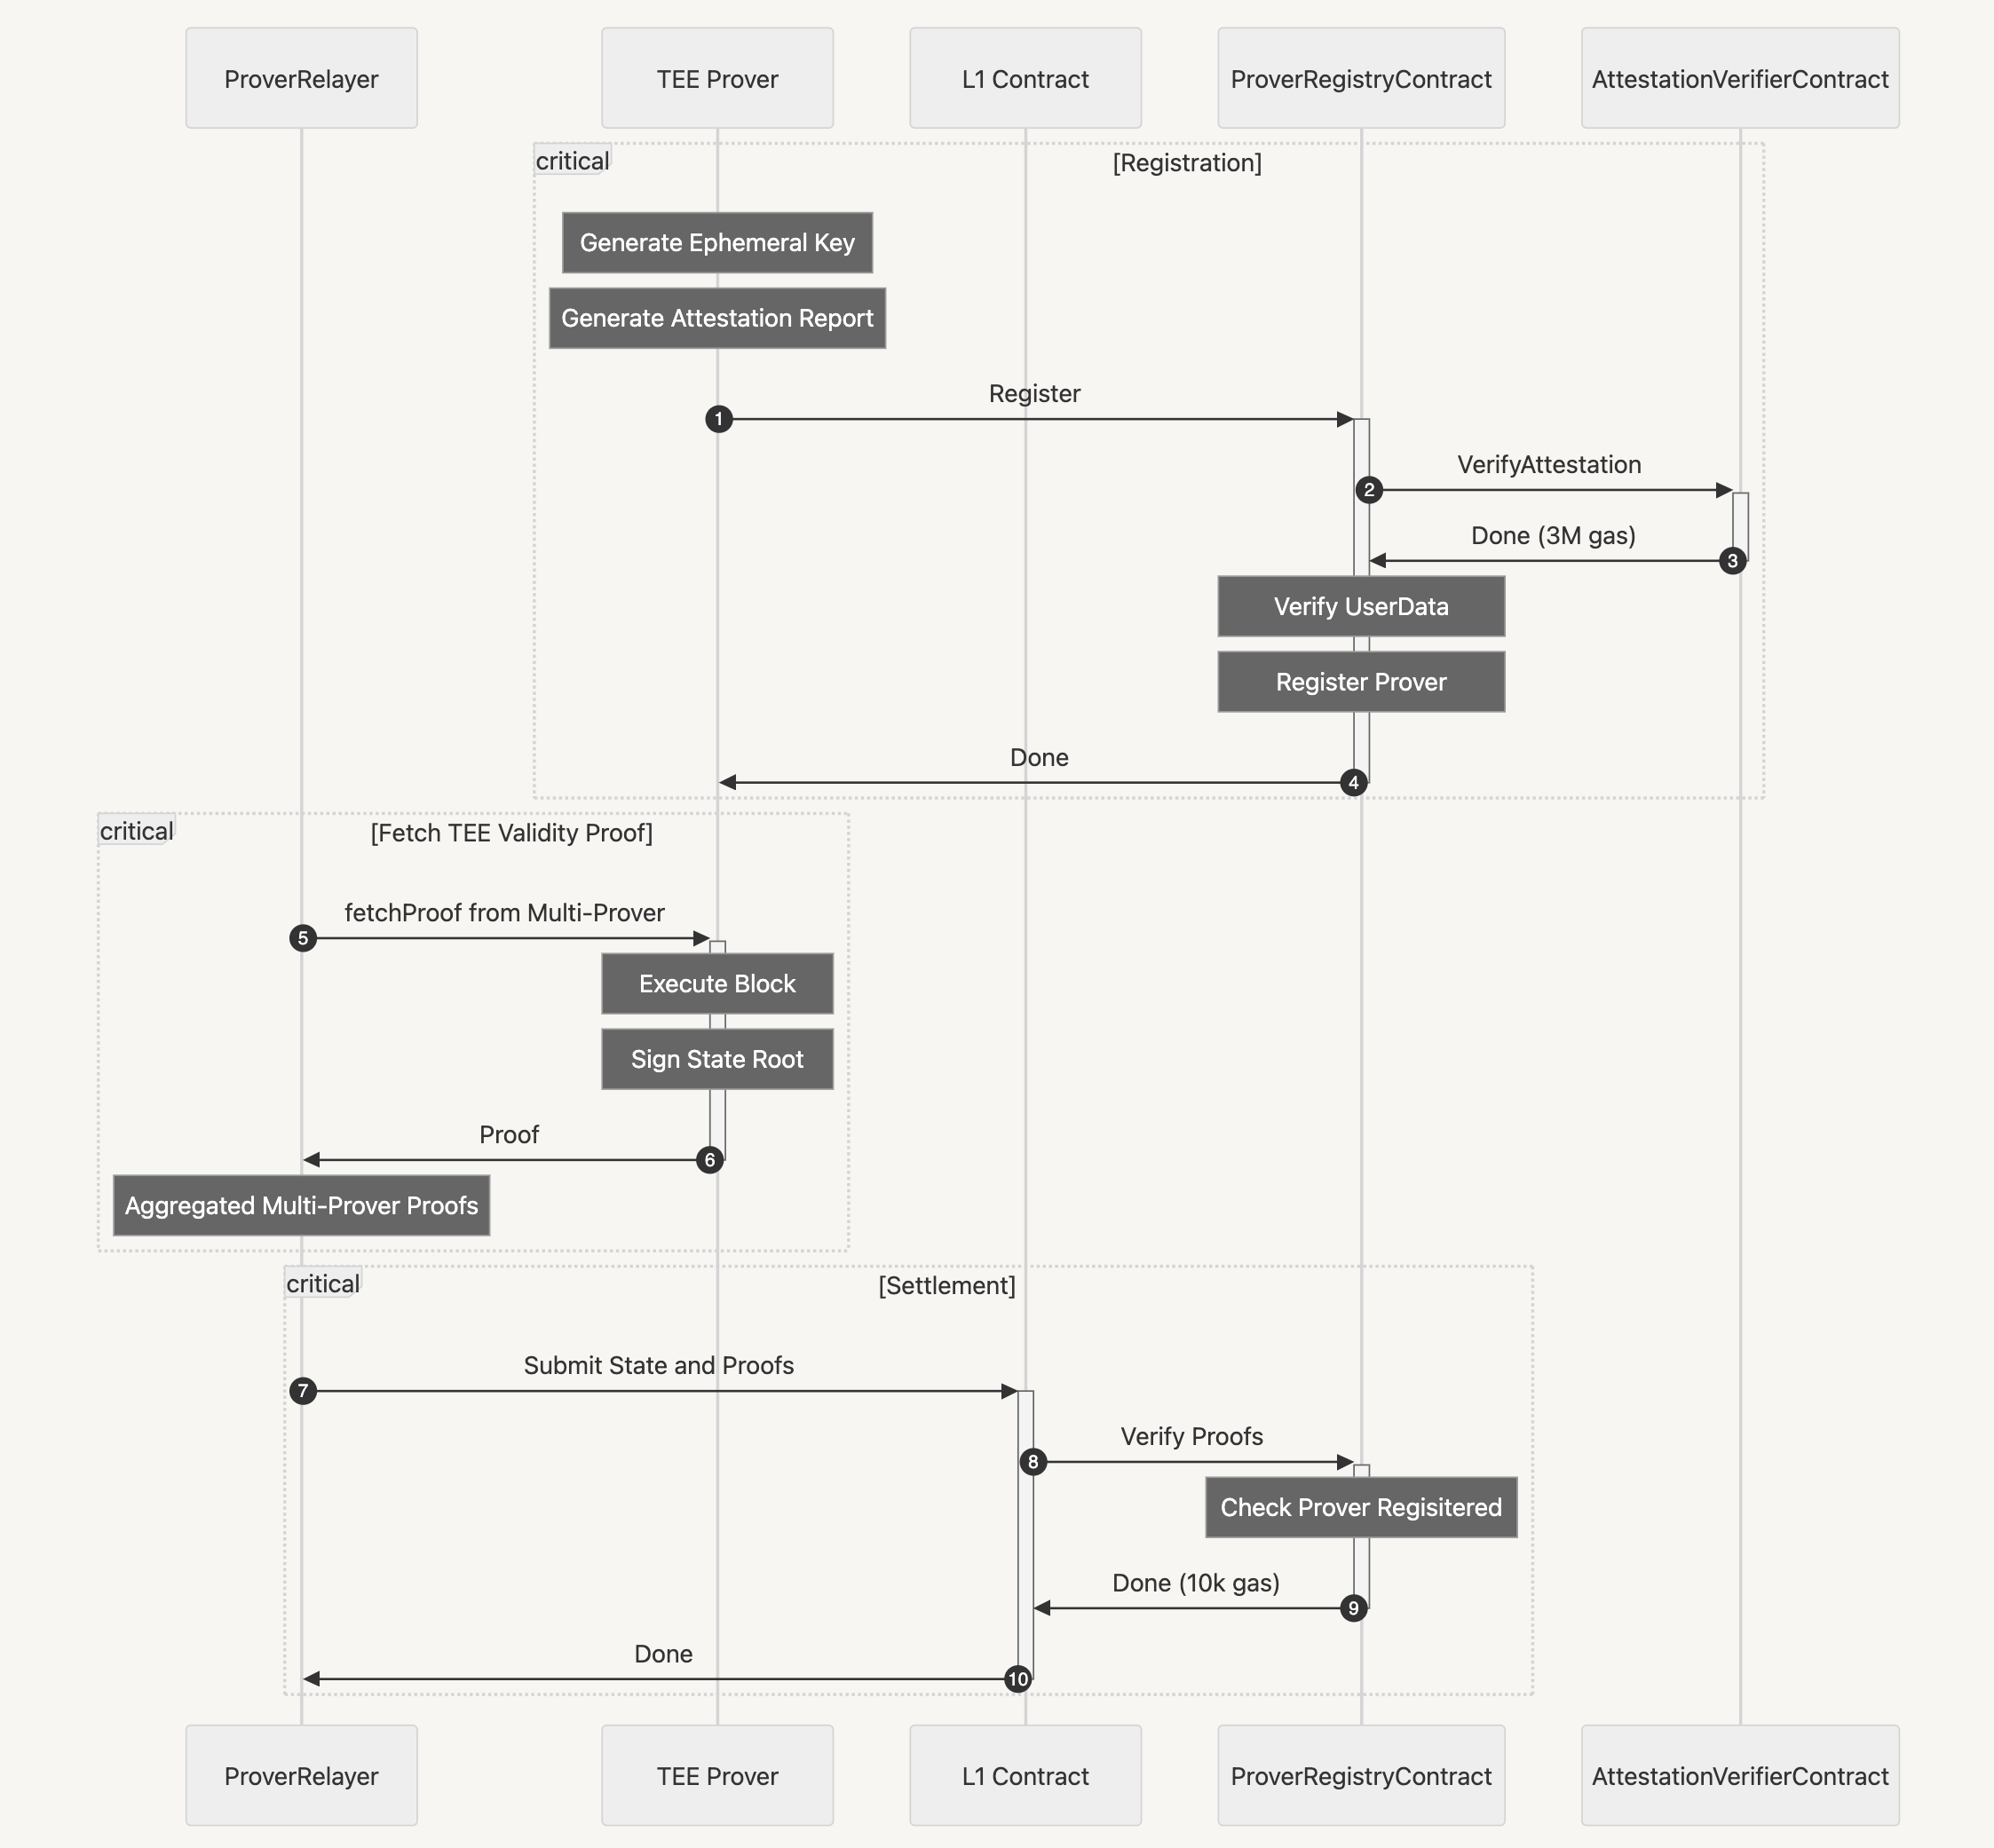 ProverRelayer
TEE Prover
L1 Contract
ProverRegistryContract
AttestationVerifierContract
critical
[Registration]
Generate Ephemeral Key
Generate Attestation Report
Register
1
VerifyAttestation
2
Done (3M gas)
3
Verify UserData
Register Prover
Done
4
critical
[Fetch TEE Validity Proof]
fetchProof from Multi-Prover
5
Execute Block
Sign State Root
Proof
6
Aggregated Multi-Prover Proofs
critical
[Settlement]
Submit State and Proofs
7
Verify Proofs
8
Check Prover Regisitered
Done (10k gas)
9
Done
10
ProverRelayer
TEE Prover
L1 Contract
ProverRegistryContract
AttestationVerifierContract